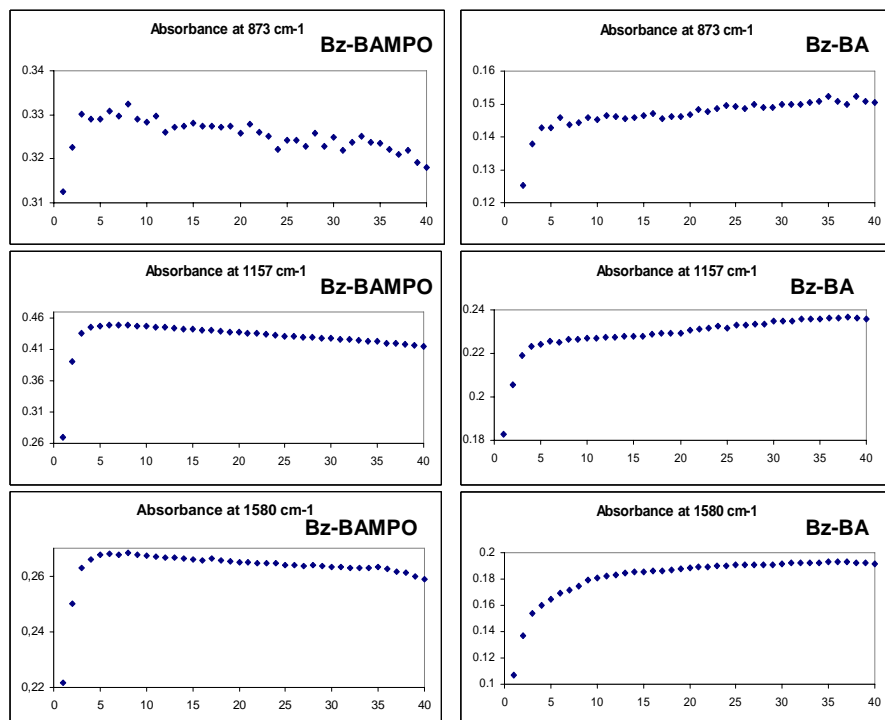 Absorbance at 873 cm-1
Bz-BAMPO
0.34
0.33
0.32
0.31
0 5 10 15 20 25 30 35 40
Absorbance at 873 cm-1
Bz-BA
0.16
0.15
0.14
0.13
0.12
0 5 10 15 20 25 30 35 40
Absorbance at 1157 cm-1
Bz-BAMPO
0.46
0.41
0.36
0.31
0.26
0 5 10 15 20 25 30 35 40
Absorbance at 1157 cm-1
Bz-BA
0.24
0.22
0.2
0.18
0 5 10 15 20 25 30 35 40
Absorbance at 1580 cm-1
Bz-BAMPO
0,26
0,24
0,22
0 5 10 15 20 25 30 35 40
Absorbance at 1580 cm-1
Bz-BA
0.2
0.18
0.16
0.14
0.12
0.1
0 5 10 15 20 25 30 35 40